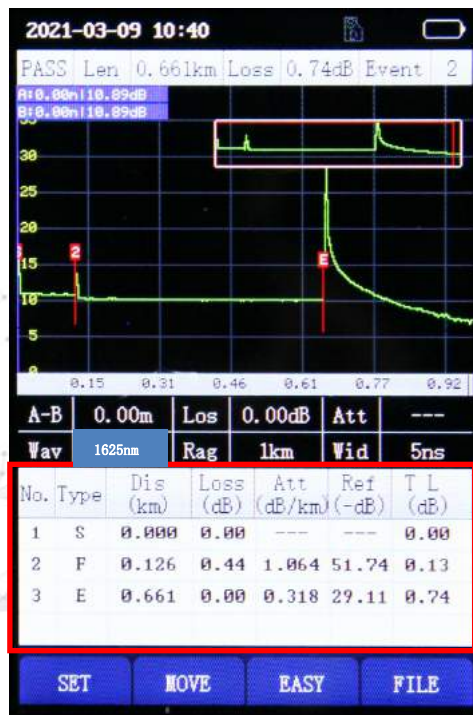 2021-03-09 10:40
PASS Len 0.661km Loss 0.74dB Event 2
A:0.00m|10.89dB
B:0.00m|10.89dB
35
30
25
20
15
10
5
0
2
E
0.15 0.31 0.46 0.61 0.77 0.92
A-B 0.00m Los 0.00dB Att ---
Wav 1625nm Rag 1km Wid 5ns
No. Type Dis (km) Loss (dB) Att (dB/km) Ref (-dB) T L (dB)
1 S 0.000 0.00 --- --- 0.00
2 F 0.126 0.44 1.064 51.74 0.13
3 E 0.661 0.00 0.318 29.11 0.74
SET MOVE EASY FILE